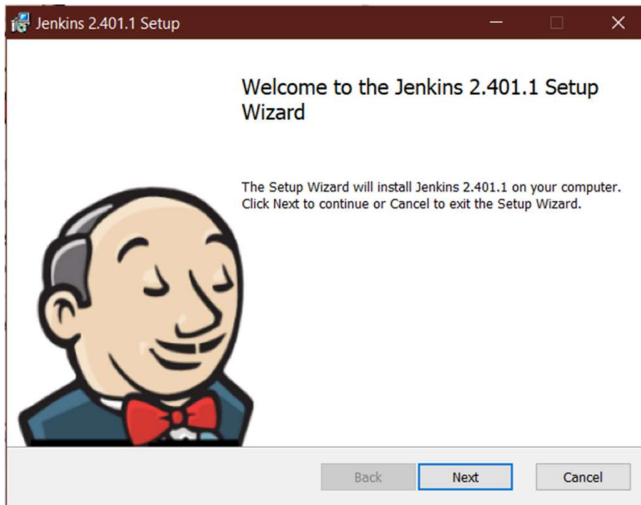 Jenkins 2.401.1 Setup
Welcome to the Jenkins 2.401.1 Setup
Wizard
The Setup Wizard will install Jenkins 2.401.1 on your computer.
Click Next to continue or Cancel to exit the Setup Wizard.
Back
Next
Cancel